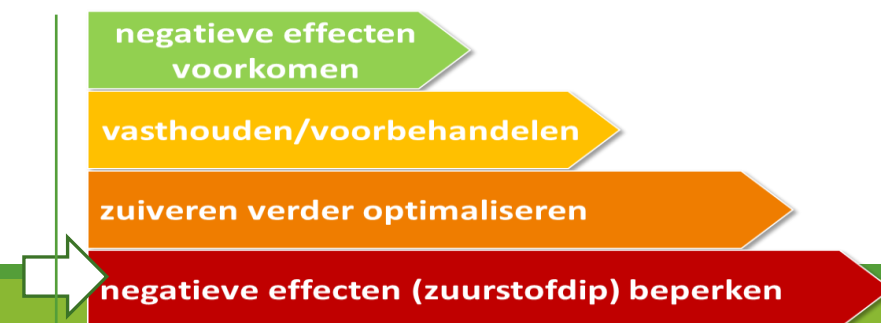 negatieve effecten
voorkomen
vasthouden/voorbehandelen
zuiveren verder optimaliseren
negatieve effecten (zuurstofdip) beperken